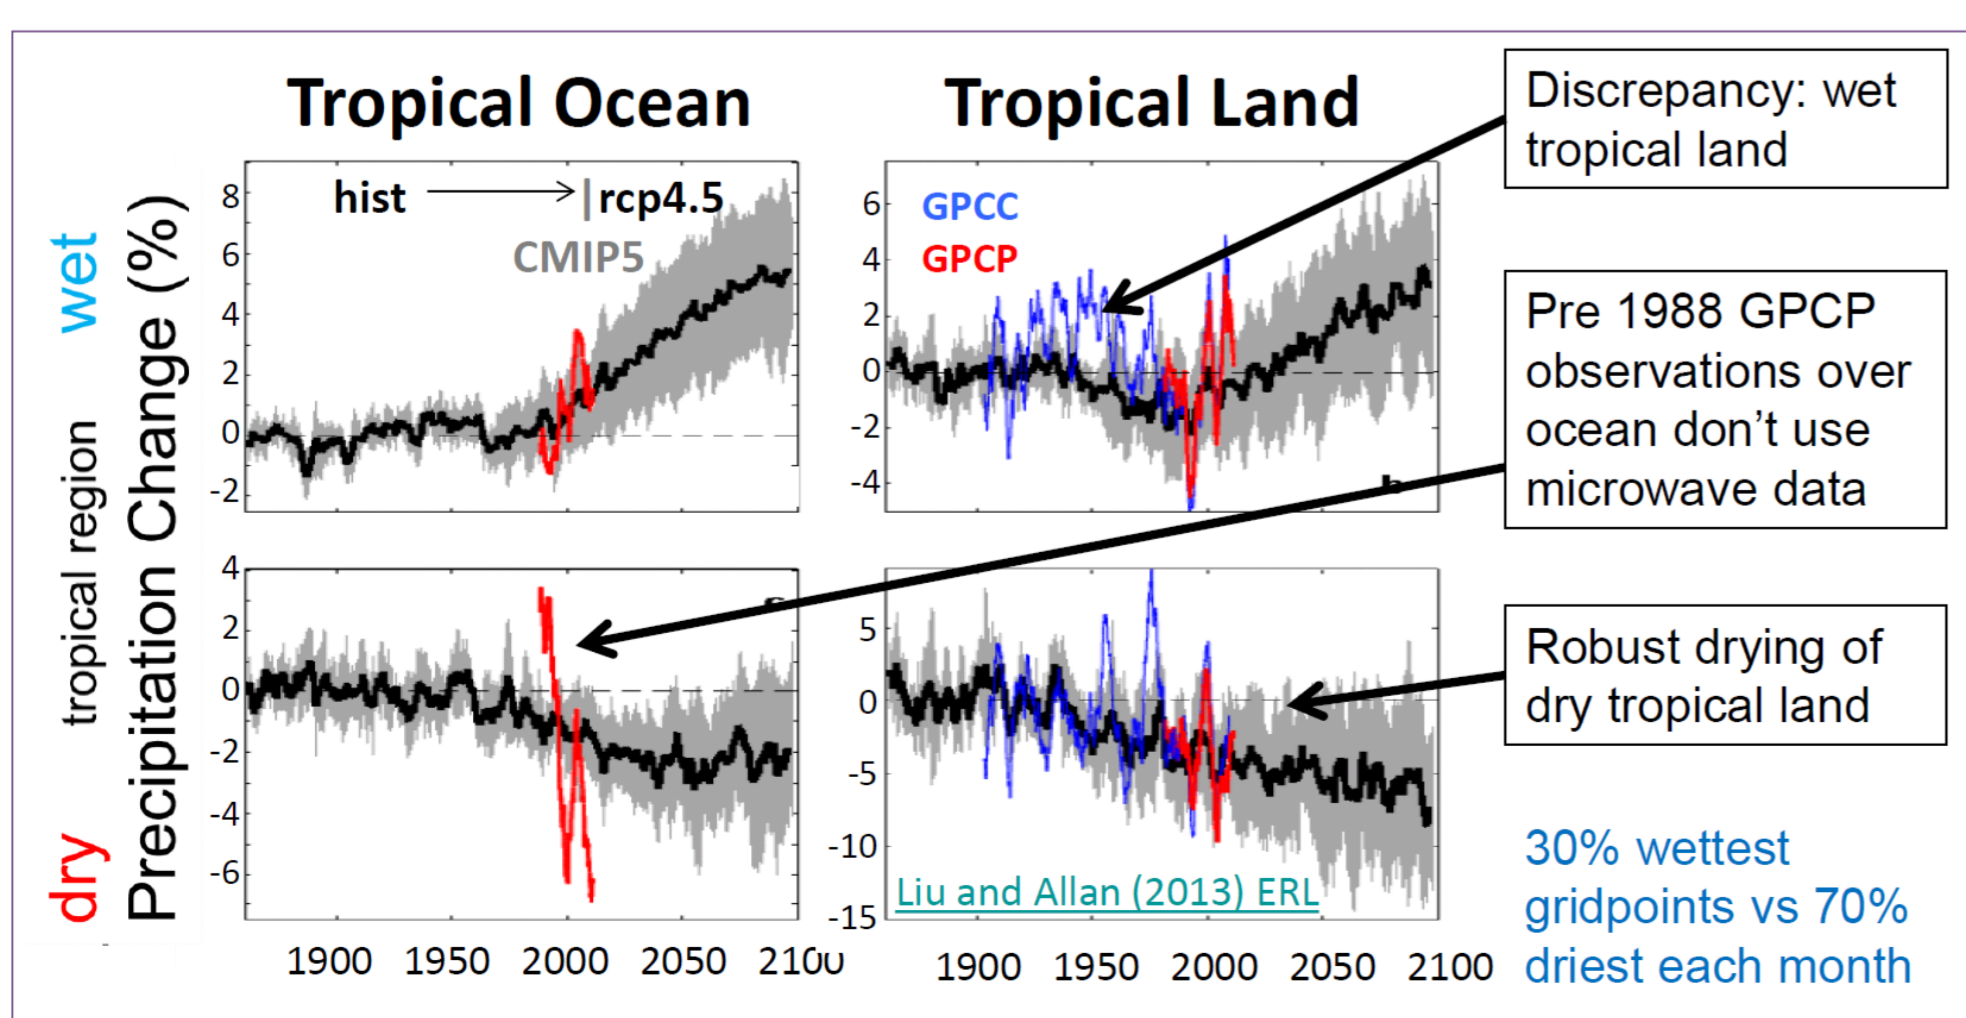 Tropical Ocean
Tropical Land
wet
tropical region
dry
Precipitation Change (%)
8
6
4
2
0
-2
hist
|rcp4.5
CMIP5
6
4
2
0
-2
-4
GPCC
GPCP
4
2
0
-2
-4
-6
5
0
-5
-10
-15
Liu and Allan (2013) ERL
1900 1950 2000 2050 2100
1900 1950 2000 2050 2100
Discrepancy: wet
tropical land
Pre 1988 GPCP
observations over
ocean don't use
microwave data
Robust drying of
dry tropical land
30% wettest
gridpoints vs 70%
driest each month